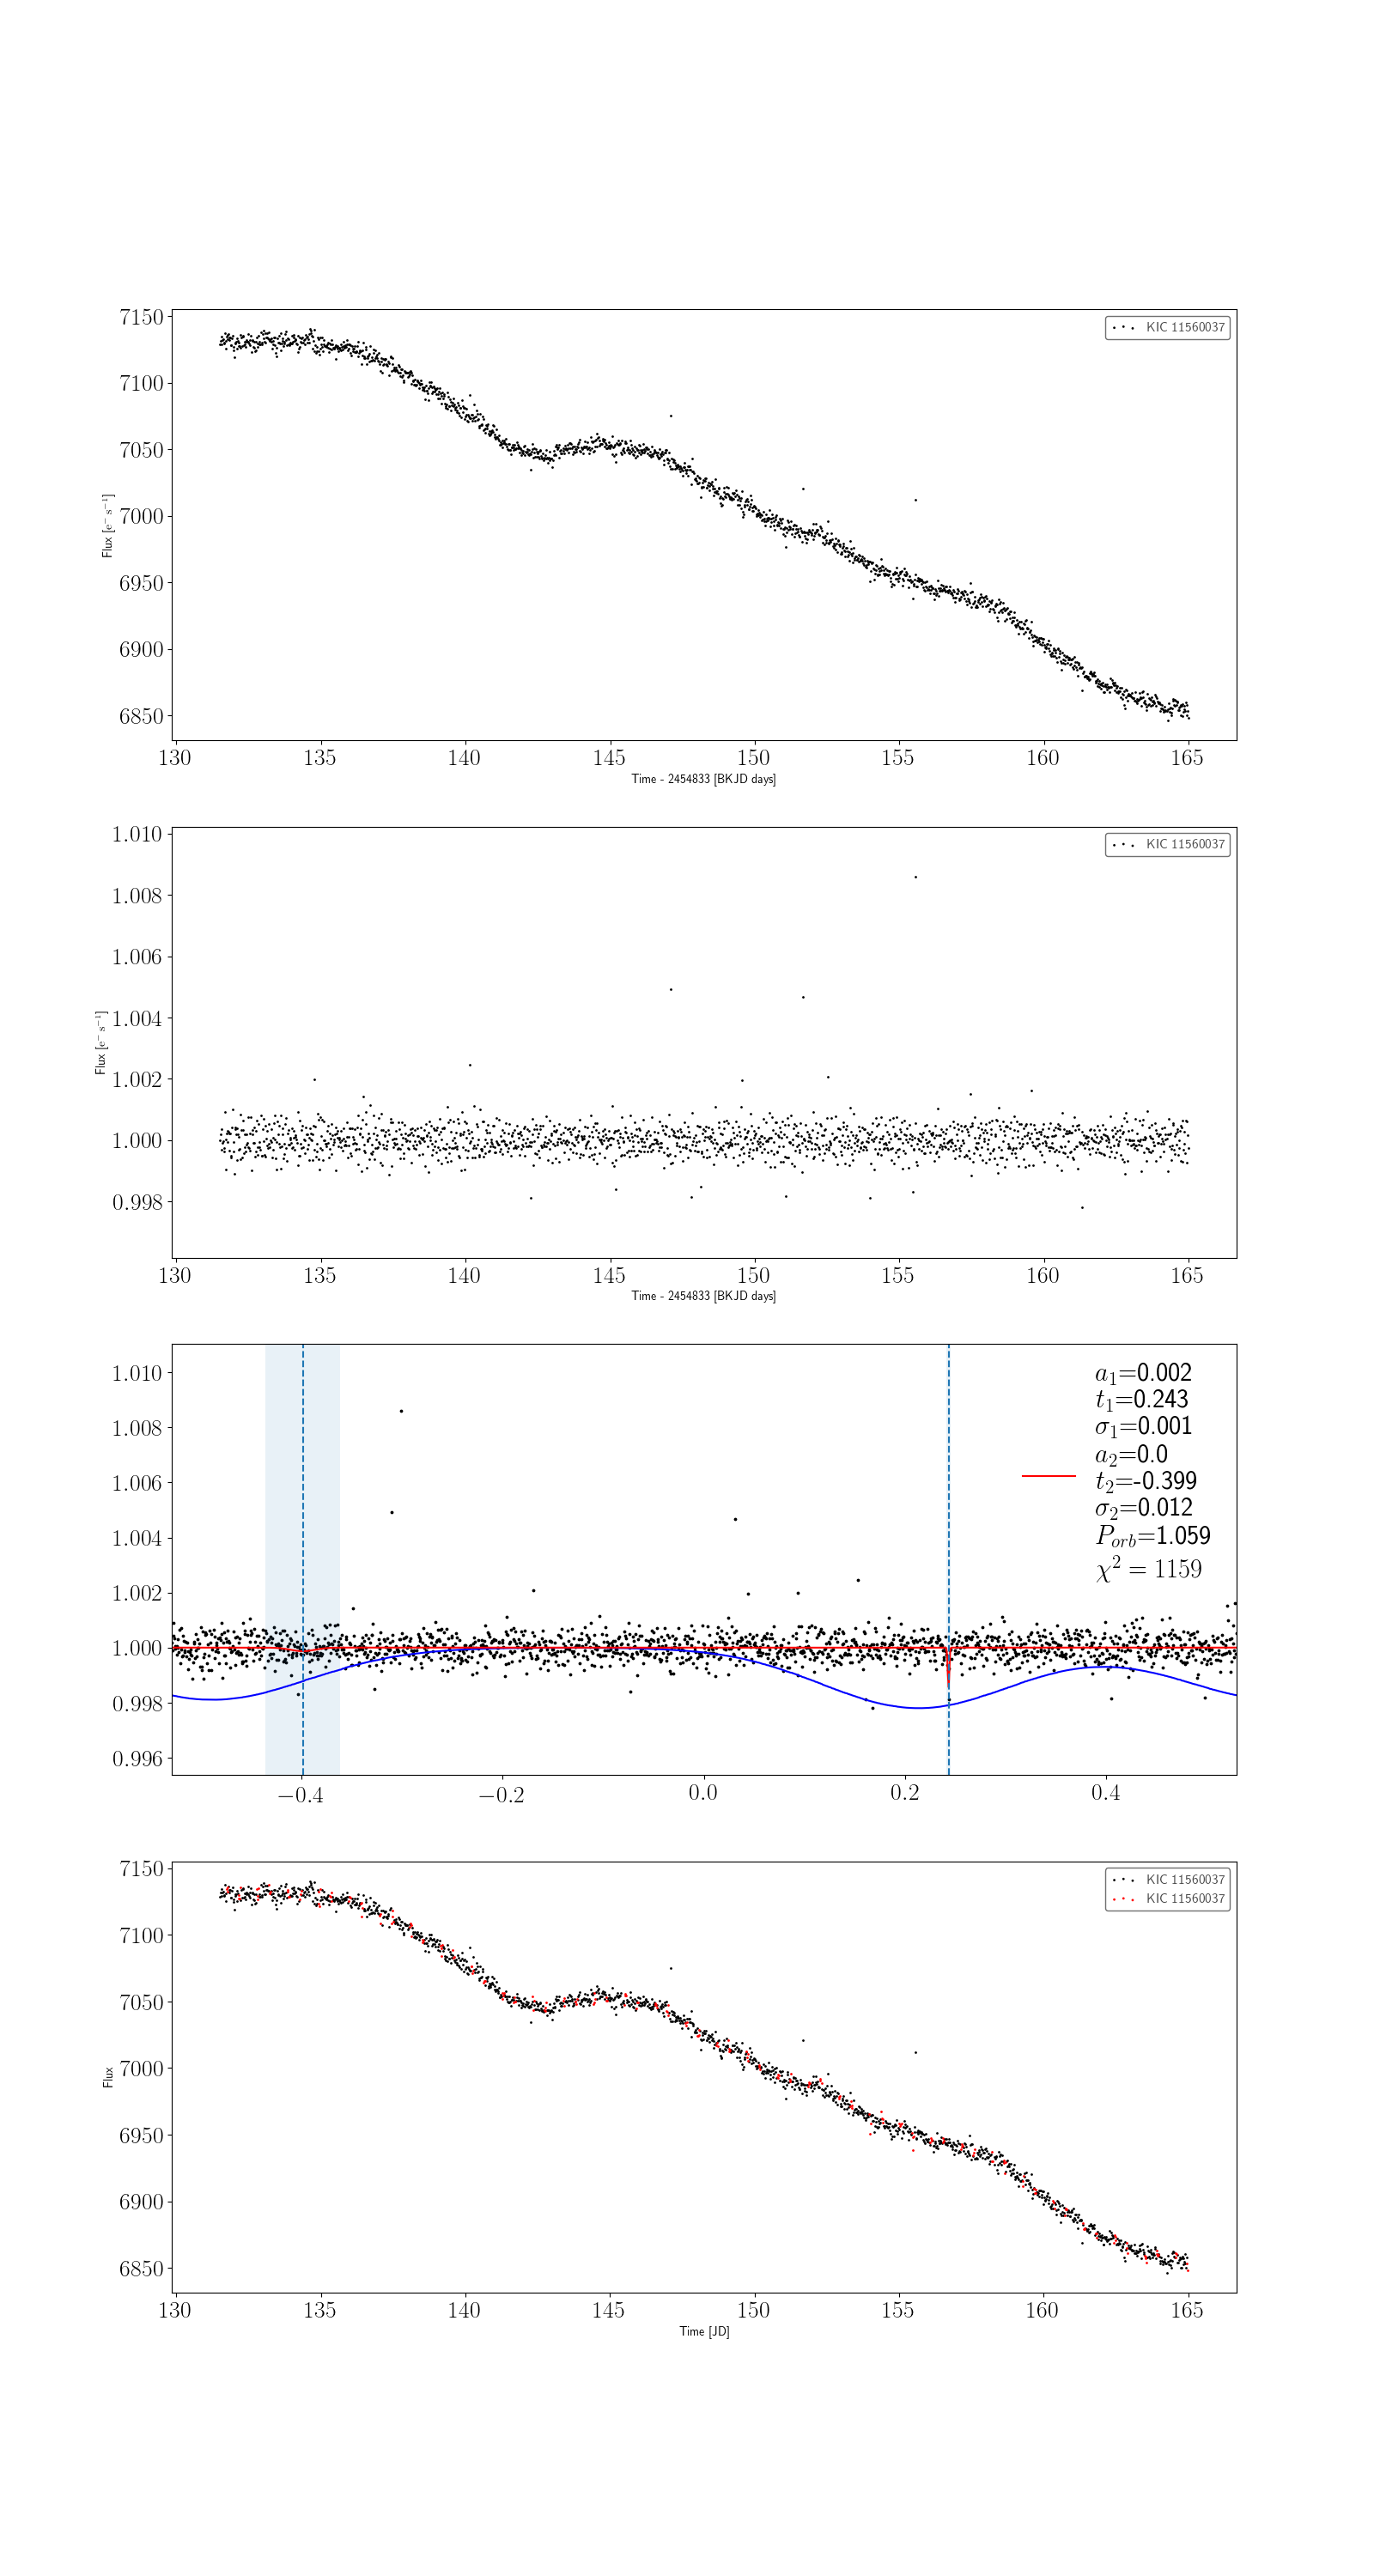 7150
7100
7050
7000
6950
6900
6850
Flux [e⁻ s⁻¹]
KIC 11560037
130 135 140 145 150 155 160 165
Time - 2454833 [BKJD days]
1.010
1.008
1.006
1.004
1.002
1.000
0.998
Flux [e⁻ s⁻¹]
KIC 11560037
130 135 140 145 150 155 160 165
Time - 2454833 [BKJD days]
1.010
1.008
1.006
1.004
1.002
1.000
0.998
0.996
a₁=0.002
t₁=0.243
σ₁=0.001
a₂=0.0
t₂=-0.399
σ₂=0.012
Pₒᵣb=1.059
χ² = 1159
−0.4 −0.2 0.0 0.2 0.4
7150
7100
7050
7000
6950
6900
6850
Flux
KIC 11560037
KIC 11560037
130 135 140 145 150 155 160 165
Time [JD]